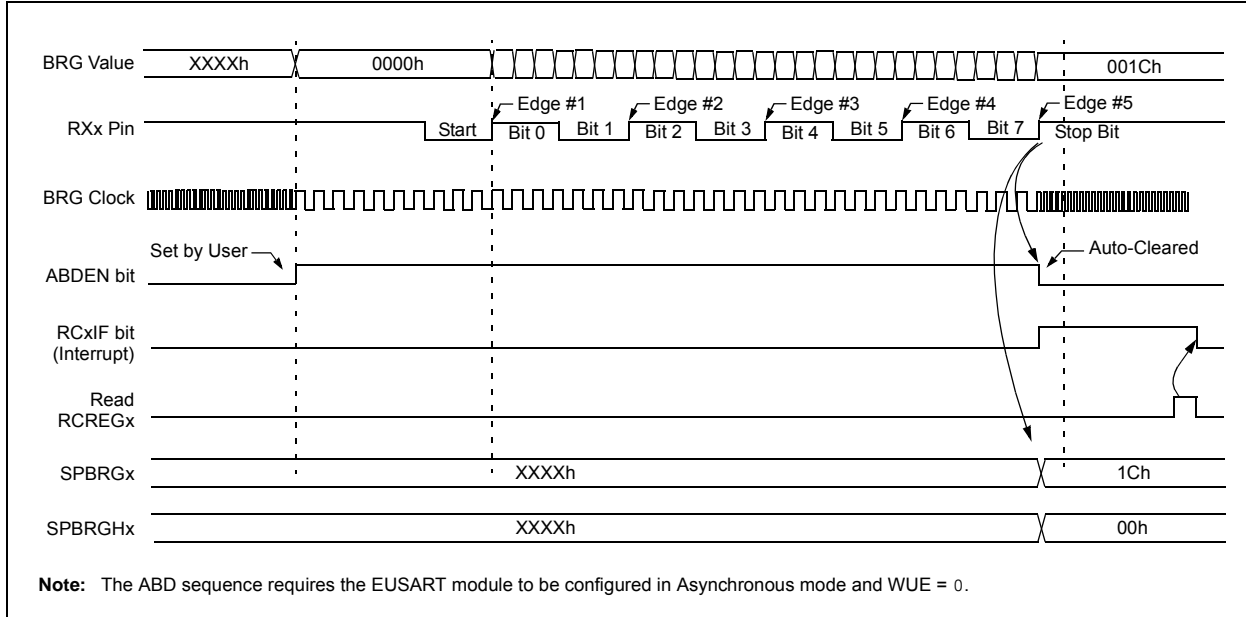 BRG Value XXXXh 0000h 001Ch
Edge #1 Edge #2 Edge #3 Edge #4 Edge #5
RXx Pin Start Bit 0 Bit 1 Bit 2 Bit 3 Bit 4 Bit 5 Bit 6 Bit 7 Stop Bit
BRG Clock
Set by User Auto-Cleared
ABDEN bit
RCxIF bit
(Interrupt)
Read
RCREGx
SPBRGx XXXXh 1Ch
SPBRGHx XXXXh 00h
Note: The ABD sequence requires the EUSART module to be configured in Asynchronous mode and WUE = 0.